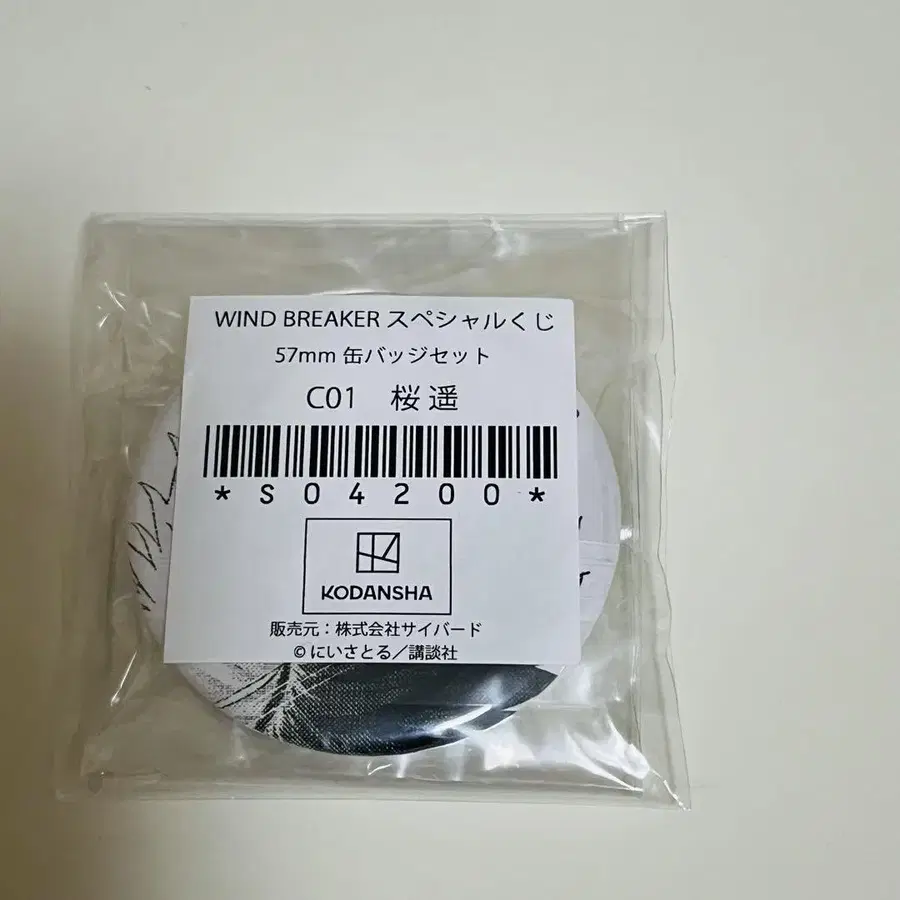 WIND BREAKER スペシャルくじ
57mm 缶バッジセット
C01 桜 遥
*S04200*
KODANSHA
販売元：株式会社サイバード
© にいさとる／講談社